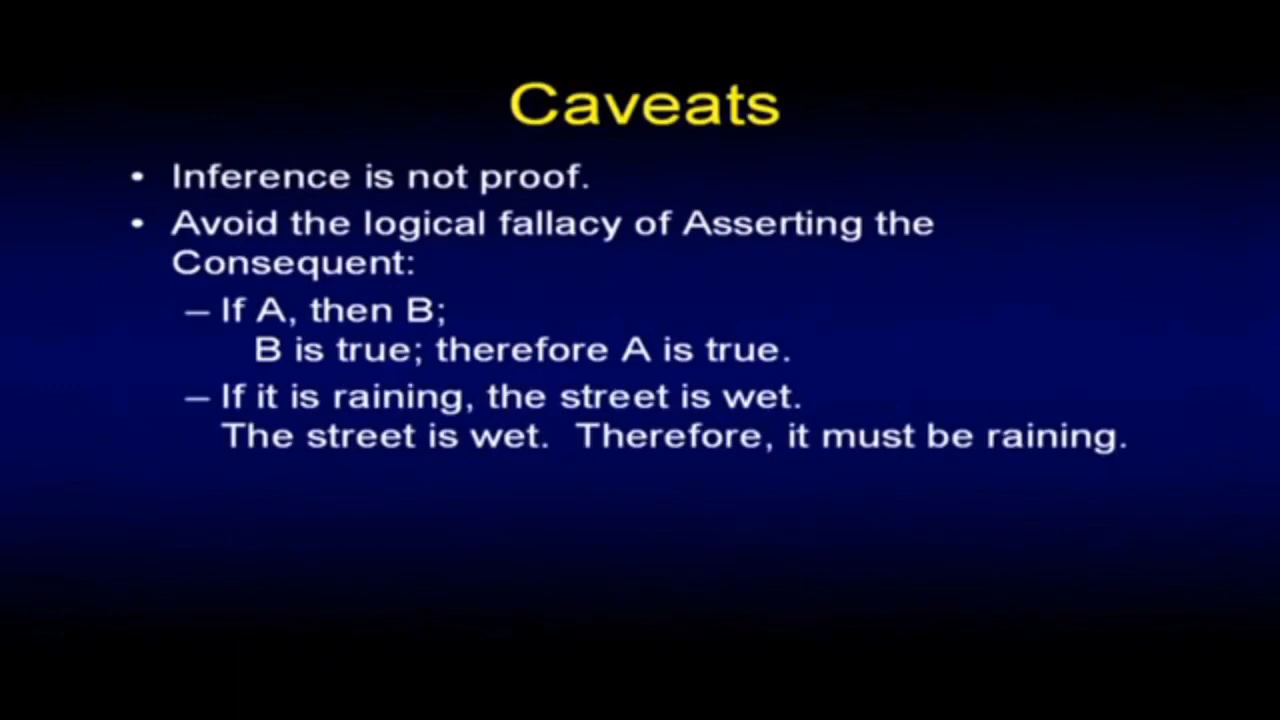 Caveats
• Inference is not proof.
• Avoid the logical fallacy of Asserting the
Consequent:
– If A, then B;
B is true; therefore A is true.
– If it is raining, the street is wet.
The street is wet.  Therefore, it must be raining.